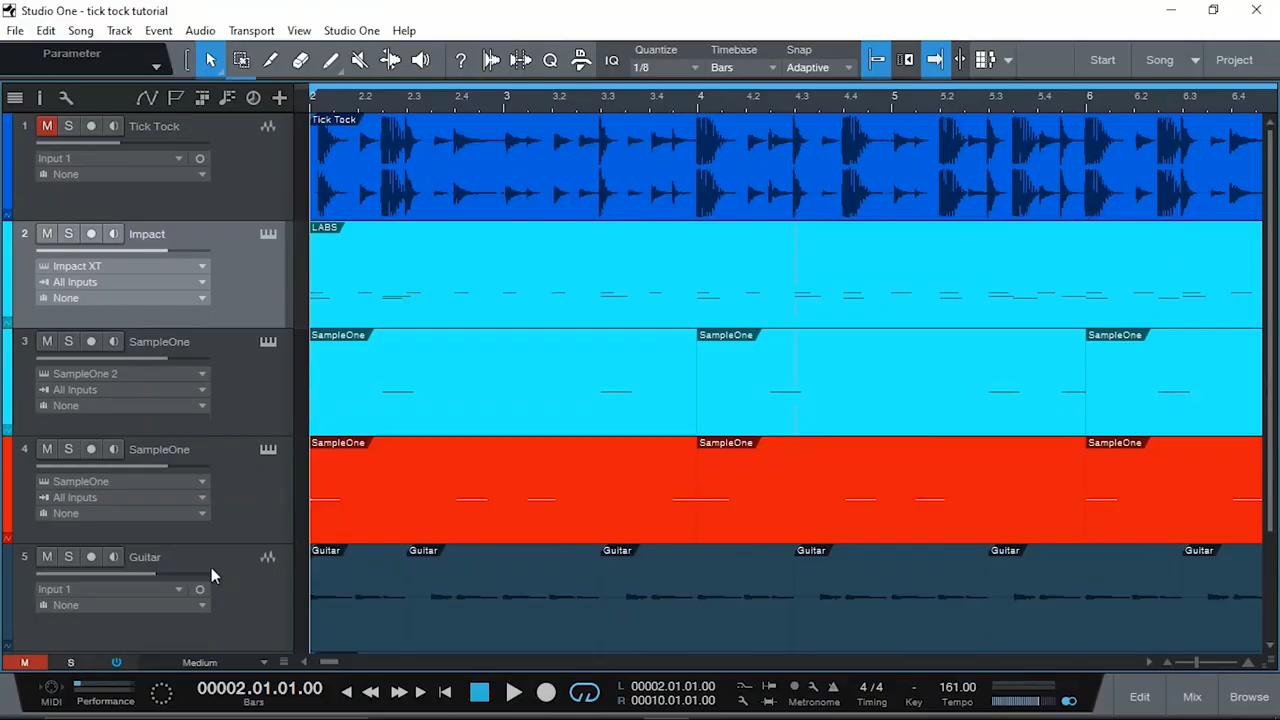 Studio One - tick tock tutorial
File Edit Song Track Event Audio Transport View Studio One Help
Parameter
? Q IQ
Quantize Timebase Snap
1/8 Bars Adaptive
Start Song Project
2 2.2 2.3 2.4 3 3.3 3.4 4 4.2 4.3 4.4 5 5.2 5.3 5.4 6 6.2 6.3 6.4
1 M S Tick Tock
Input 1
None
Tick Tock
2 M S Impact
Impact XT
All Inputs
None
LABS
3 M S SampleOne
SampleOne 2
All Inputs
None
SampleOne SampleOne SampleOne
4 M S SampleOne
SampleOne
All Inputs
None
SampleOne SampleOne SampleOne
5 M S Guitar
Input 1
None
Guitar Guitar Guitar Guitar Guitar Guitar
M S Medium
MIDI Performance
00002.01.01.00
Bars
L 00002.01.01.00
R 00010.01.01.00
Metronome
4 / 4
Timing
-
Key
161.00
Tempo
Edit Mix Browse